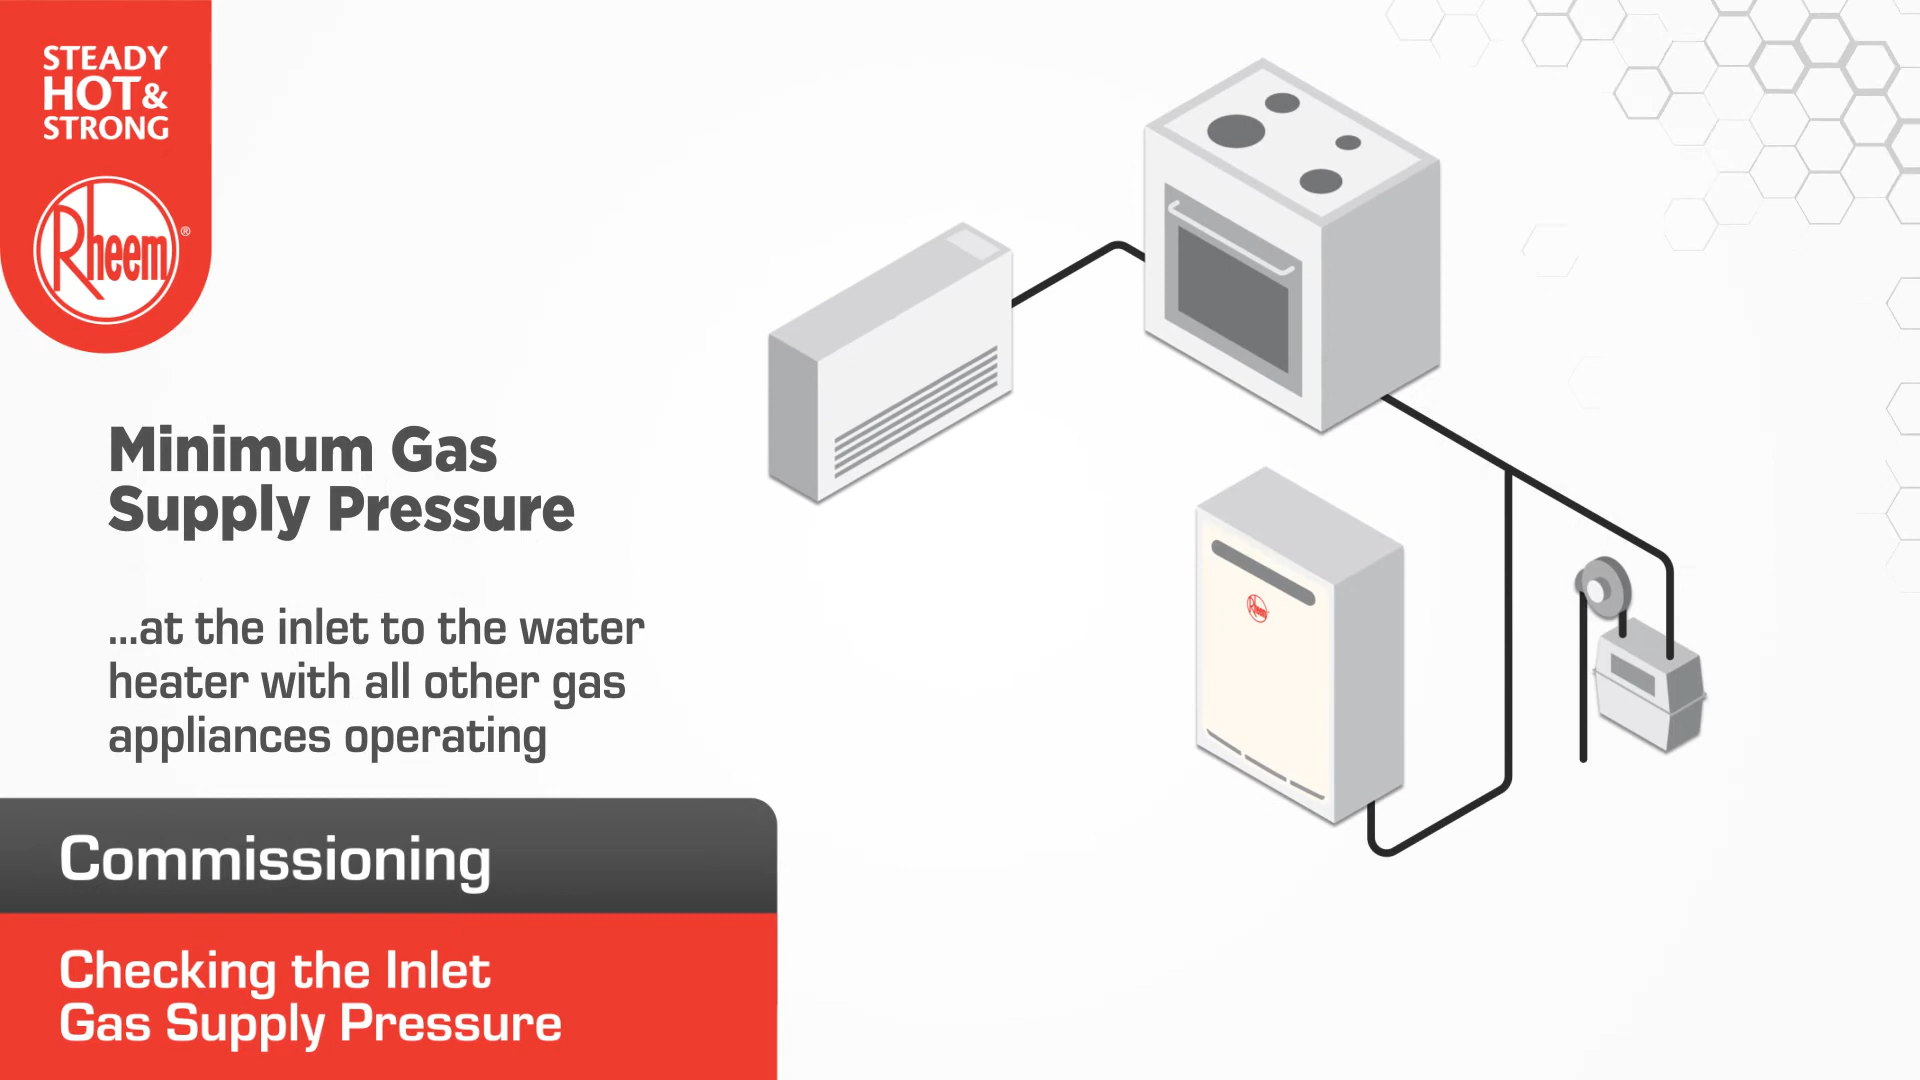 STEADY
HOT&
STRONG
Rheem®
Minimum Gas
Supply Pressure
...at the inlet to the water
heater with all other gas
appliances operating
Rheem
Commissioning
Checking the Inlet
Gas Supply Pressure